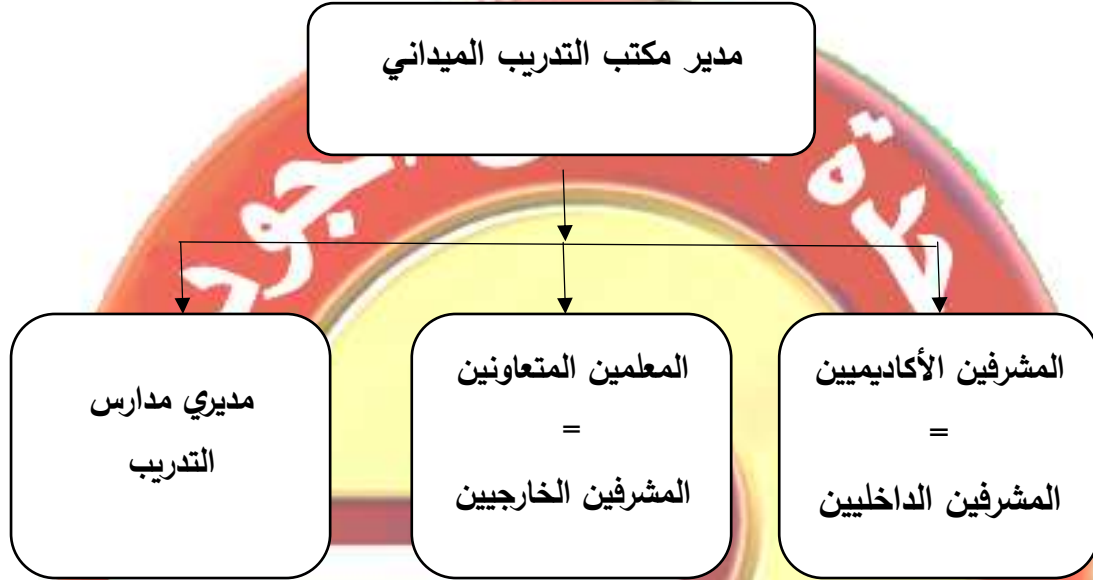 مدير مكتب التدريب الميداني
المشرفين الأكاديميين
=
المشرفين الداخليين
المعلمين المتعاونين
=
المشرفين الخارجيين
مديري مدارس
التدريب